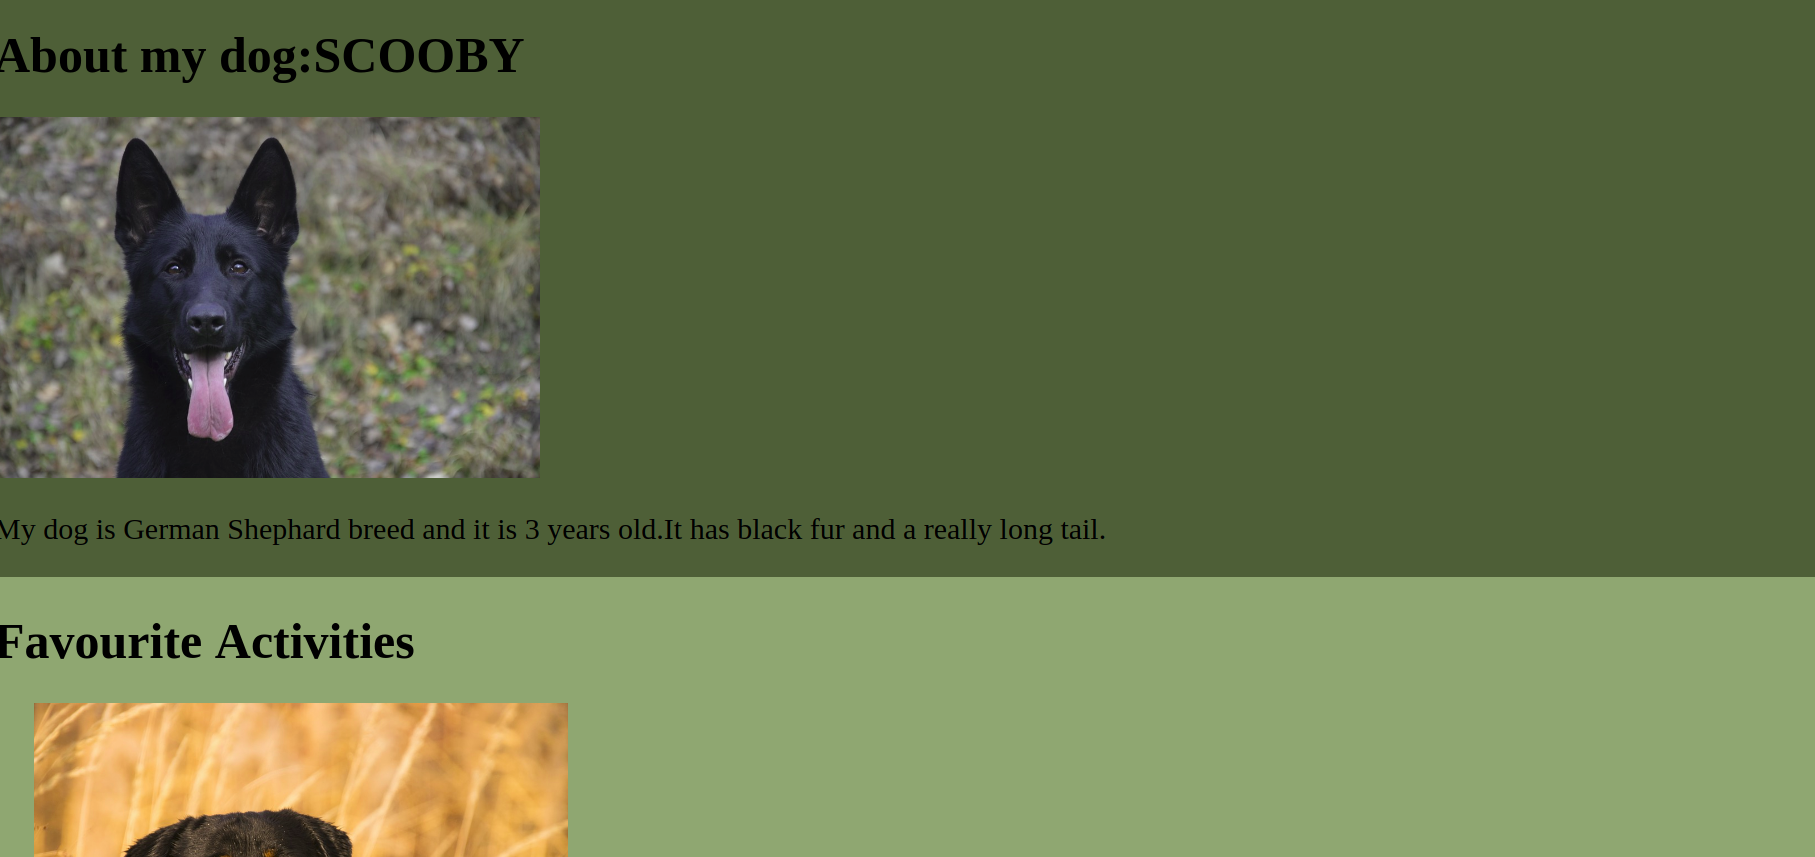 About my dog:SCOOBY
My dog is German Shephard breed and it is 3 years old.It has black fur and a really long tail.
Favourite Activities